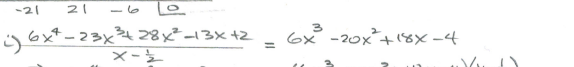 -21 21 -6 0
i) 6x⁴-23x³+28x²-13x+2 / x-½ = 6x³-20x²+18x-4